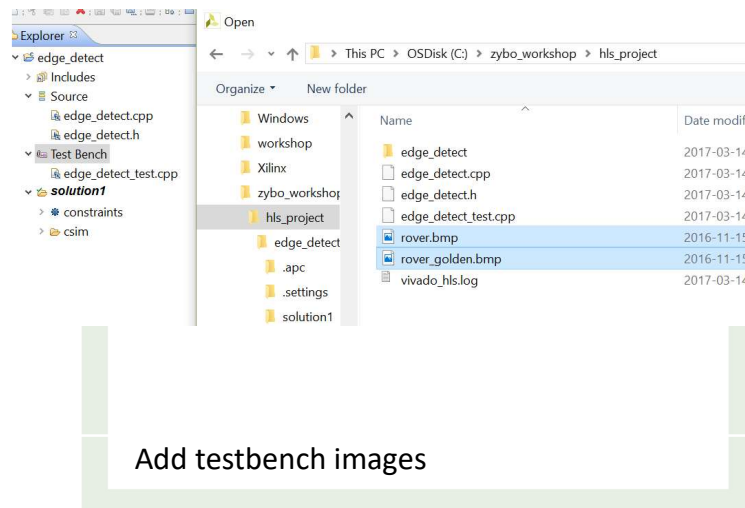 Explorer
edge_detect
Includes
Source
edge_detect.cpp
edge_detect.h
Test Bench
edge_detect_test.cpp
solution1
constraints
csim
Open
This PC > OSDisk (C:) > zybo_workshop > hls_project
Organize New folder
Windows
workshop
Xilinx
zybo_workshop
hls_project
edge_detect
.apc
.settings
solution1
Name Date modif
edge_detect 2017-03-14
edge_detect.cpp 2017-03-14
edge_detect.h 2017-03-14
edge_detect_test.cpp 2017-03-14
rover.bmp 2016-11-15
rover_golden.bmp 2016-11-15
vivado_hls.log 2017-03-14
Add testbench images